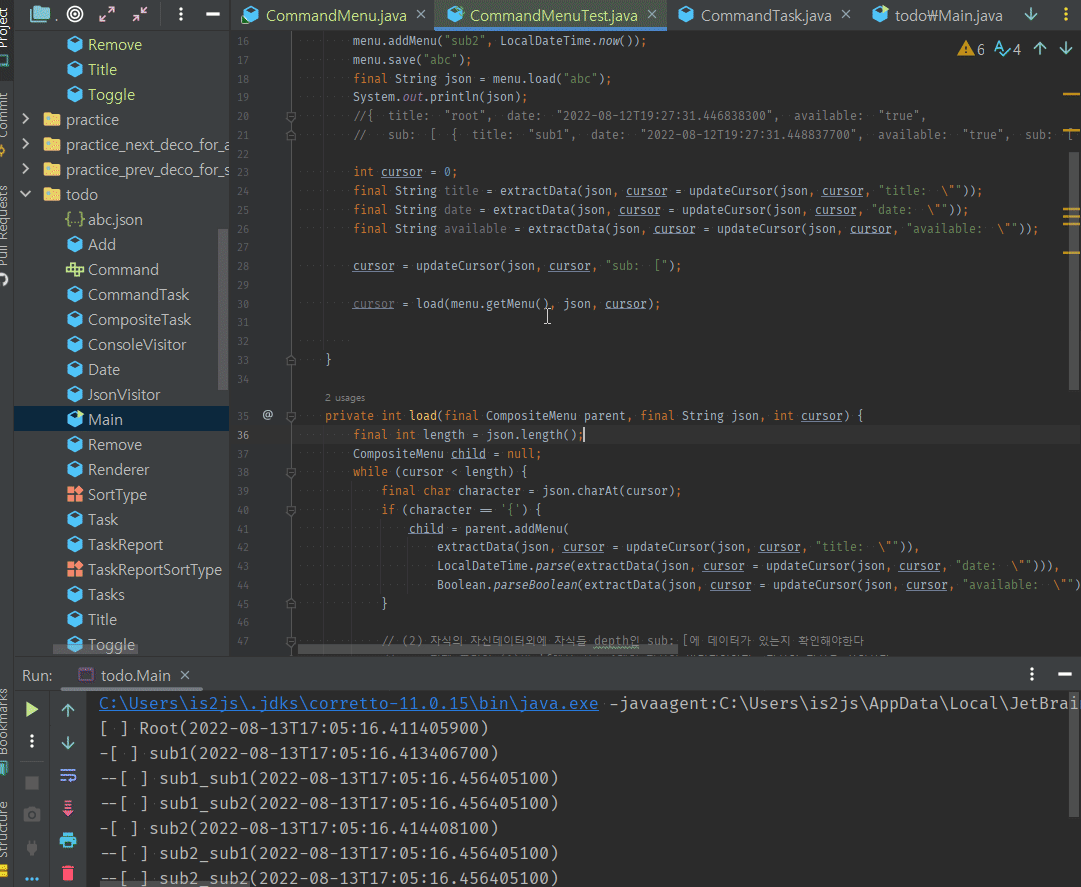 Project
Commit
Pull Requests
Bookmarks
Structure
CommandMenu.java
CommandMenuTest.java
CommandTask.java
todo₩Main.java
Remove
Title
Toggle
practice
practice_next_deco_for_a
practice_prev_deco_for_s
todo
abc.json
Add
Command
CommandTask
CompositeTask
ConsoleVisitor
Date
JsonVisitor
Main
Remove
Renderer
SortType
Task
TaskReport
TaskReportSortType
Tasks
Title
Toggle
6 4
16 menu.addMenu("sub2", LocalDateTime.now());
17 menu.save("abc");
18 final String json = menu.load("abc");
19 System.out.println(json);
20 //{ title: "root", date: "2022-08-12T19:27:31.446838300", available: "true",
21 // sub: [ { title: "sub1", date: "2022-08-12T19:27:31.448837700", available: "true", sub: [
22
23 int cursor = 0;
24 final String title = extractData(json, cursor = updateCursor(json, cursor, "title: \""));
25 final String date = extractData(json, cursor = updateCursor(json, cursor, "date: \""));
26 final String available = extractData(json, cursor = updateCursor(json, cursor, "available: \""));
27
28 cursor = updateCursor(json, cursor, "sub: [");
29
30 cursor = load(menu.getMenu(), json, cursor);
31
32
33 }
34
2 usages
35 @ private int load(final CompositeMenu parent, final String json, int cursor) {
36 final int length = json.length();
37 CompositeMenu child = null;
38 while (cursor < length) {
39 final char character = json.charAt(cursor);
40 if (character == '{') {
41 child = parent.addMenu(
42 extractData(json, cursor = updateCursor(json, cursor, "title: \"")),
43 LocalDateTime.parse(extractData(json, cursor = updateCursor(json, cursor, "date: \""))),
44 Boolean.parseBoolean(extractData(json, cursor = updateCursor(json, cursor, "available: \"")
45 }
46
47 // (2) 자식의 자신데이터외에 자식들 depth인 sub: [에 데이터가 있는지 확인해야한다
Run: todo.Main
C:\Users\is2js\.jdks\corretto-11.0.15\bin\java.exe -javaagent:C:\Users\is2js\AppData\Local\JetBrai
[ ] Root(2022-08-13T17:05:16.411405900)
-[ ] sub1(2022-08-13T17:05:16.413406700)
--[ ] sub1_sub1(2022-08-13T17:05:16.456405100)
--[ ] sub1_sub2(2022-08-13T17:05:16.456405100)
-[ ] sub2(2022-08-13T17:05:16.414408100)
--[ ] sub2_sub1(2022-08-13T17:05:16.456405100)
--[ ] sub2_sub2(2022-08-13T17:05:16.456405100)